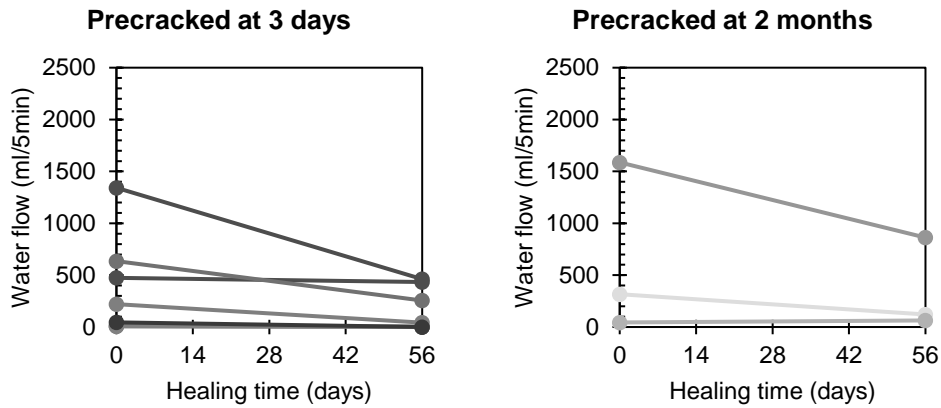 Precracked at 3 days
Water flow (ml/5min)
2500
2000
1500
1000
500
0
0 14 28 42 56
Healing time (days)
Precracked at 2 months
Water flow (ml/5min)
2500
2000
1500
1000
500
0
0 14 28 42 56
Healing time (days)